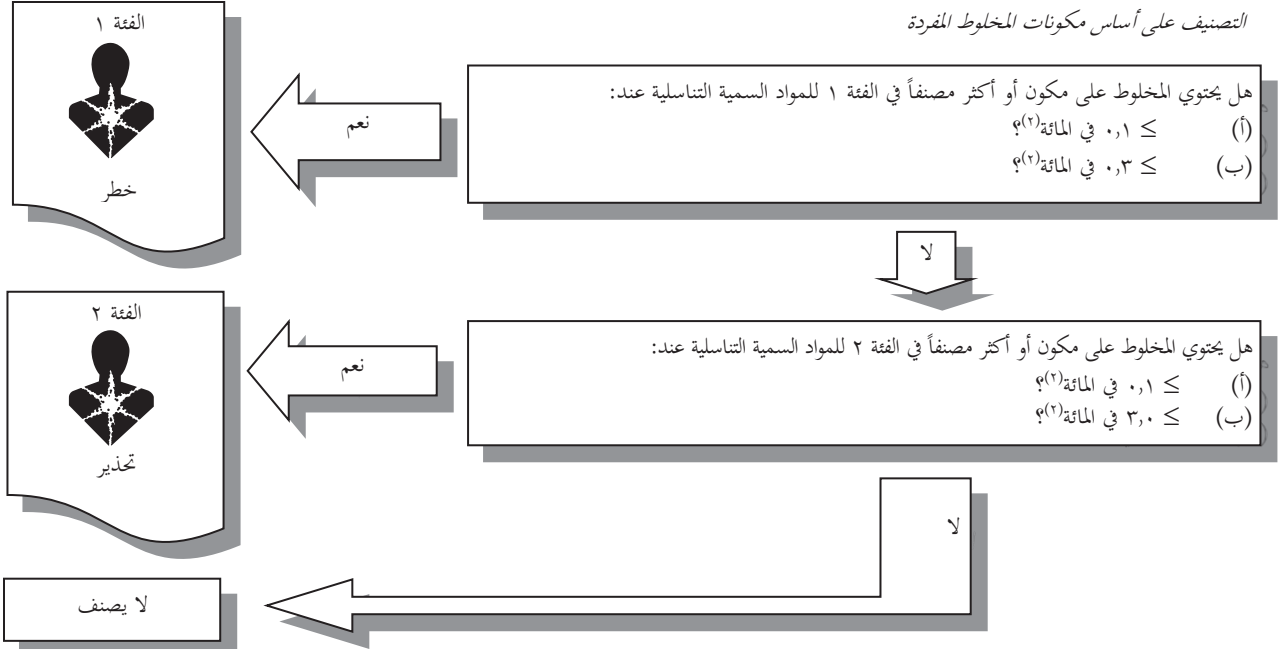 التصنيف على أساس مكونات المخلوط المفردة
هل يحتوي المخلوط على مكون أو أكثر مصنفاً في الفئة ١ للمواد السمية التناسلية عند:
(أ) ≤ ٠,١ في المائة(٢)؟
(ب) ≤ ٠,٣ في المائة(٢)؟
نعم
الفئة ١
خطر
لا
هل يحتوي المخلوط على مكون أو أكثر مصنفاً في الفئة ٢ للمواد السمية التناسلية عند:
(أ) ≤ ٠,١ في المائة(٢)؟
(ب) ≤ ٣,٠ في المائة(٢)؟
نعم
الفئة ٢
تحذير
لا
لا يصنف